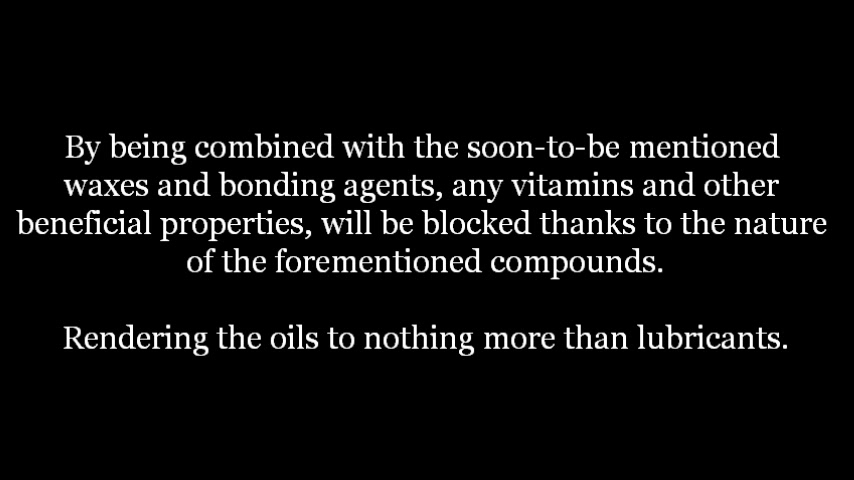 By being combined with the soon-to-be mentioned
waxes and bonding agents, any vitamins and other
beneficial properties, will be blocked thanks to the nature
of the forementioned compounds.
Rendering the oils to nothing more than lubricants.